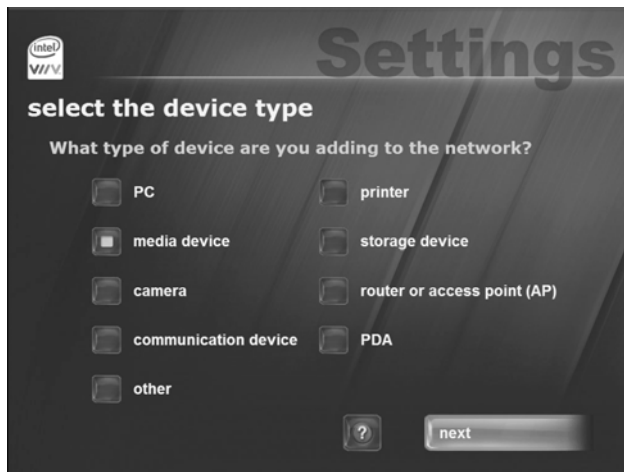 intel
VIIV
Settings
select the device type
What type of device are you adding to the network?
PC
printer
media device
storage device
camera
router or access point (AP)
communication device
PDA
other
?
next